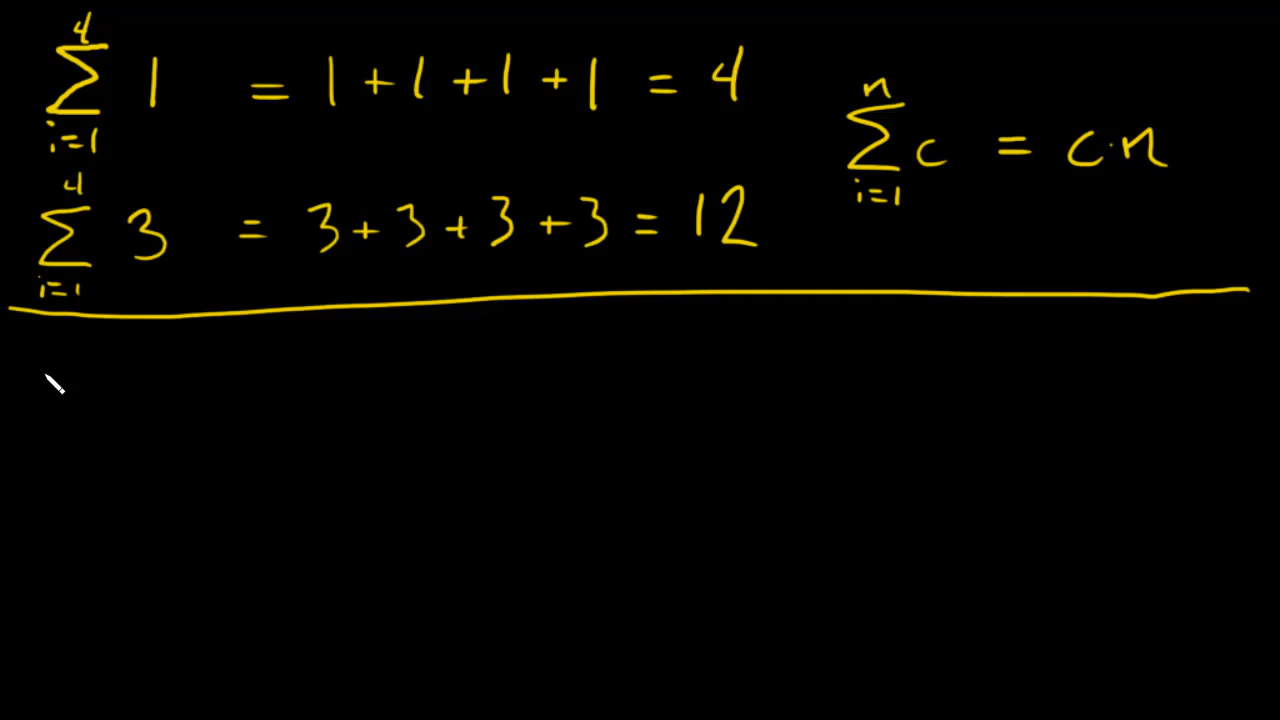 4
∑ 1 = 1 + 1 + 1 + 1 = 4
i=1
n
∑ c = c·n
i=1
4
∑ 3 = 3 + 3 + 3 + 3 = 12
i=1